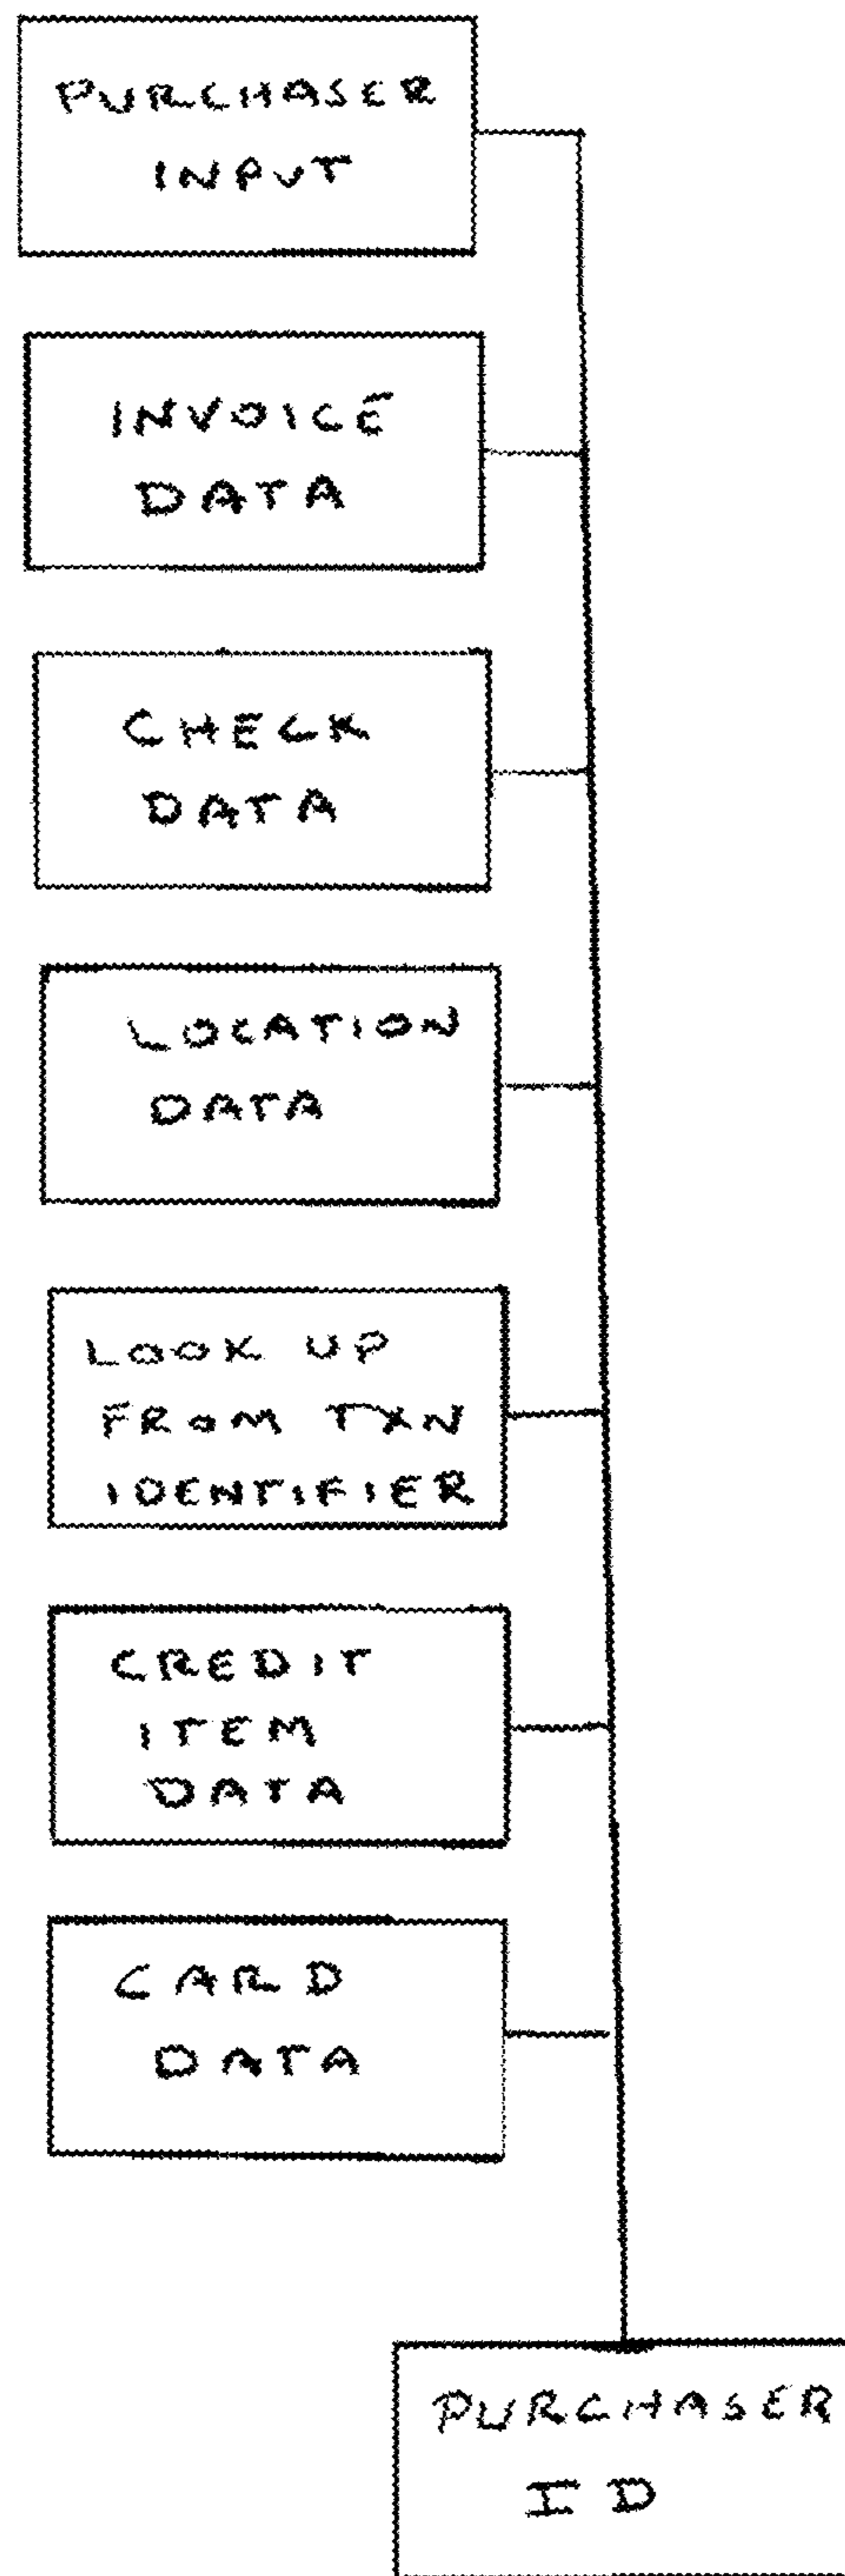 PURCHASER
INPUT
INVOICE
DATA
CHECK
DATA
LOCATION
DATA
LOOK UP
FROM TXN
IDENTIFIER
CREDIT
ITEM
DATA
CARD
DATA
PURCHASER
ID